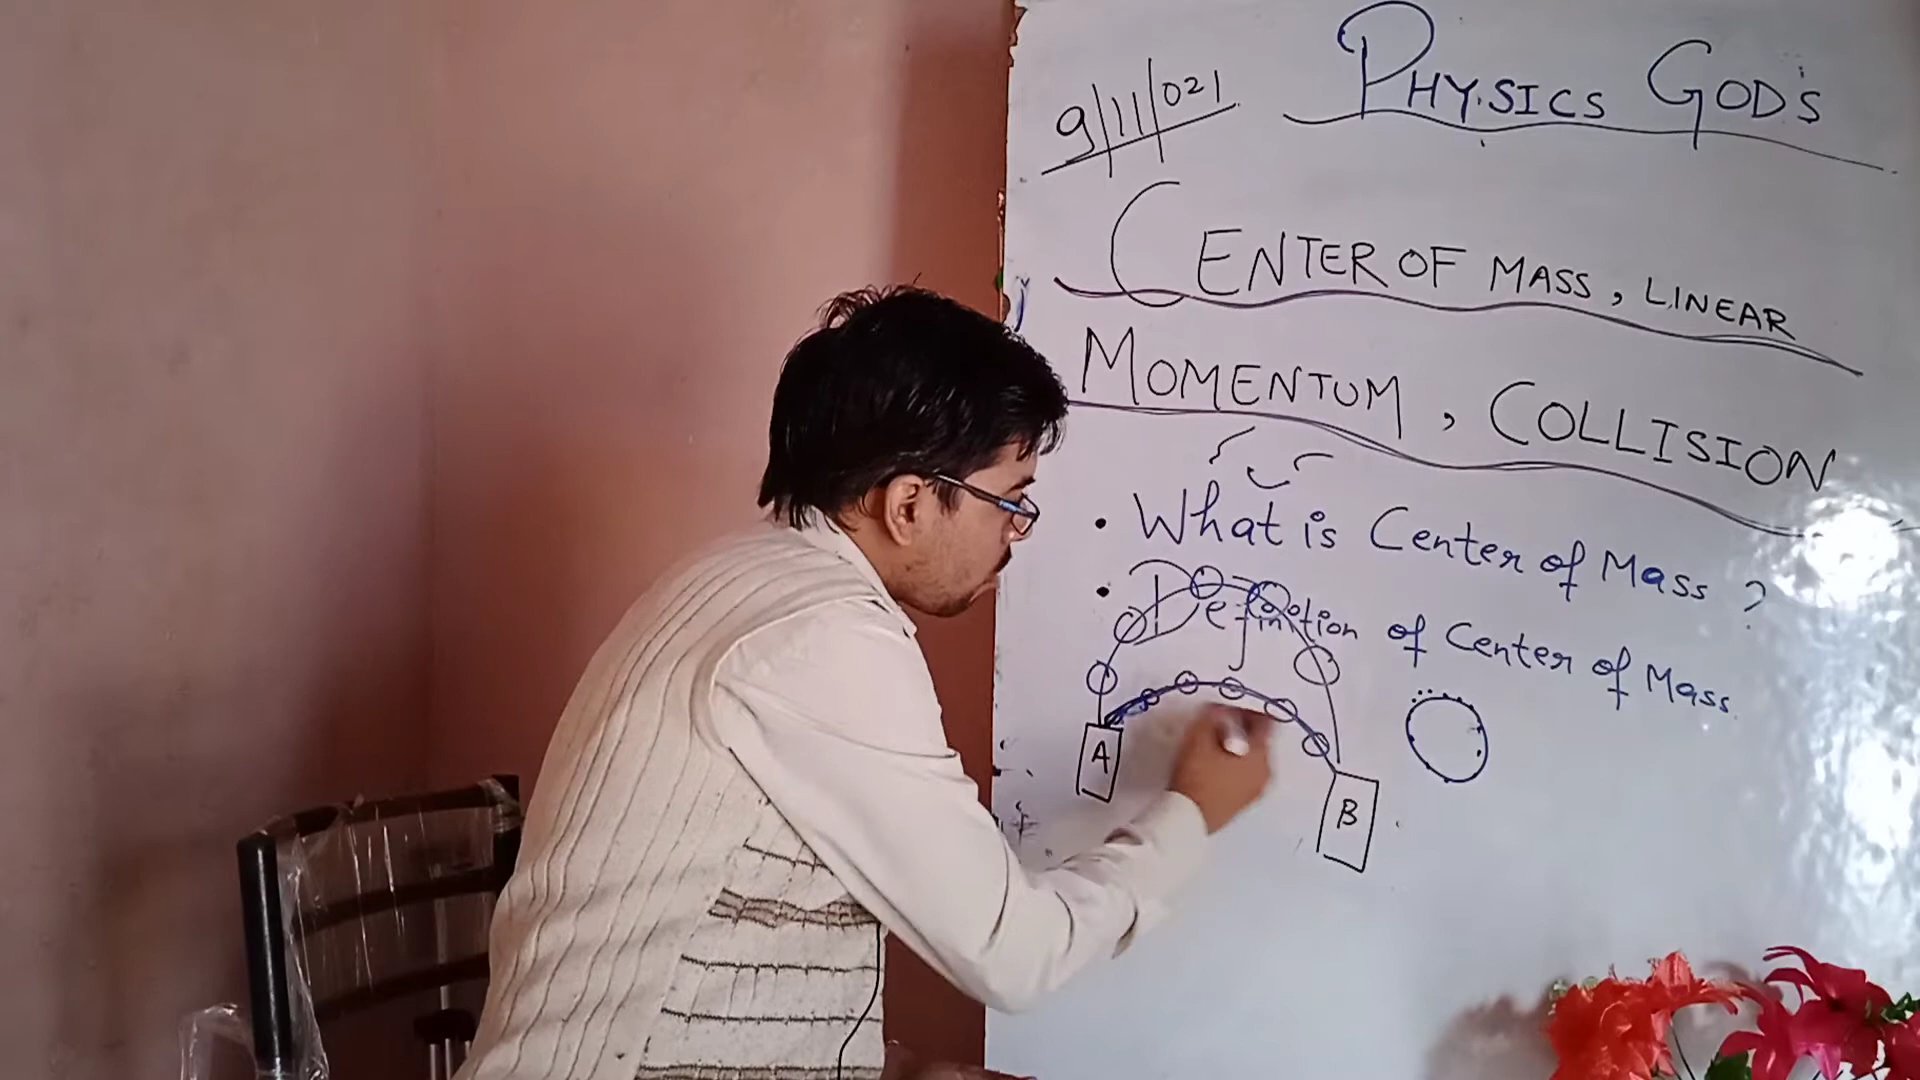 9/11/021
PHYSICS GODS
CENTER OF MASS, LINEAR
MOMENTUM, COLLISION
• What is Center of Mass ?
• Definition of Center of Mass.
A
B